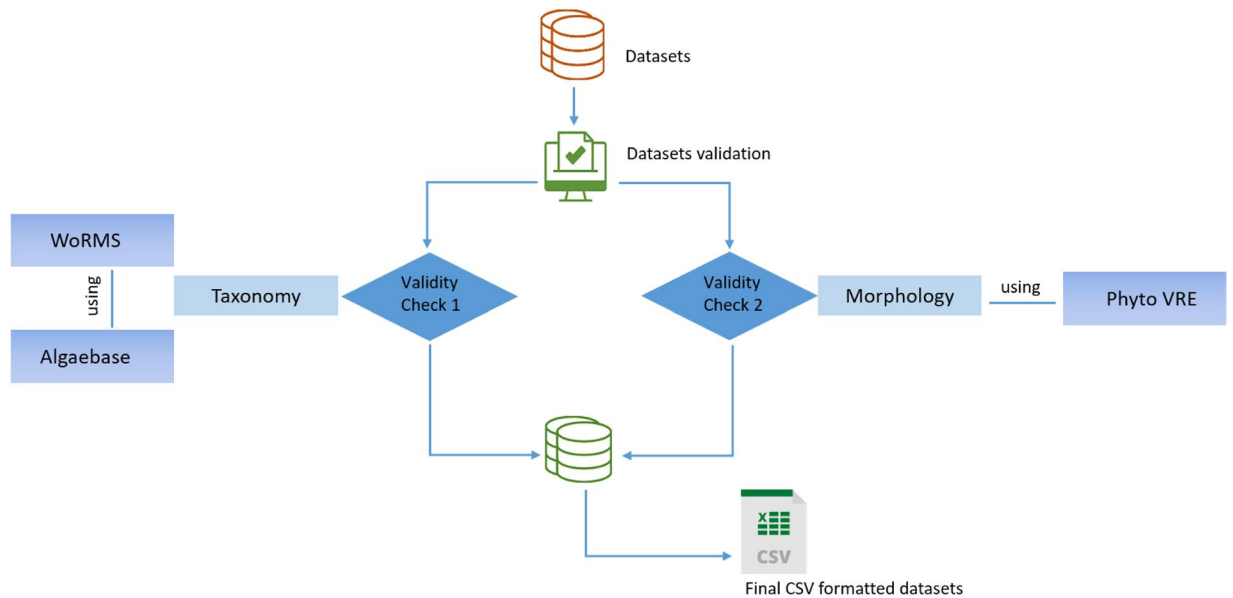 Datasets
Datasets validation
WoRMS
using
Algaebase
Taxonomy
Validity
Check 1
Validity
Check 2
Morphology
using
Phyto VRE
X
CSV
Final CSV formatted datasets